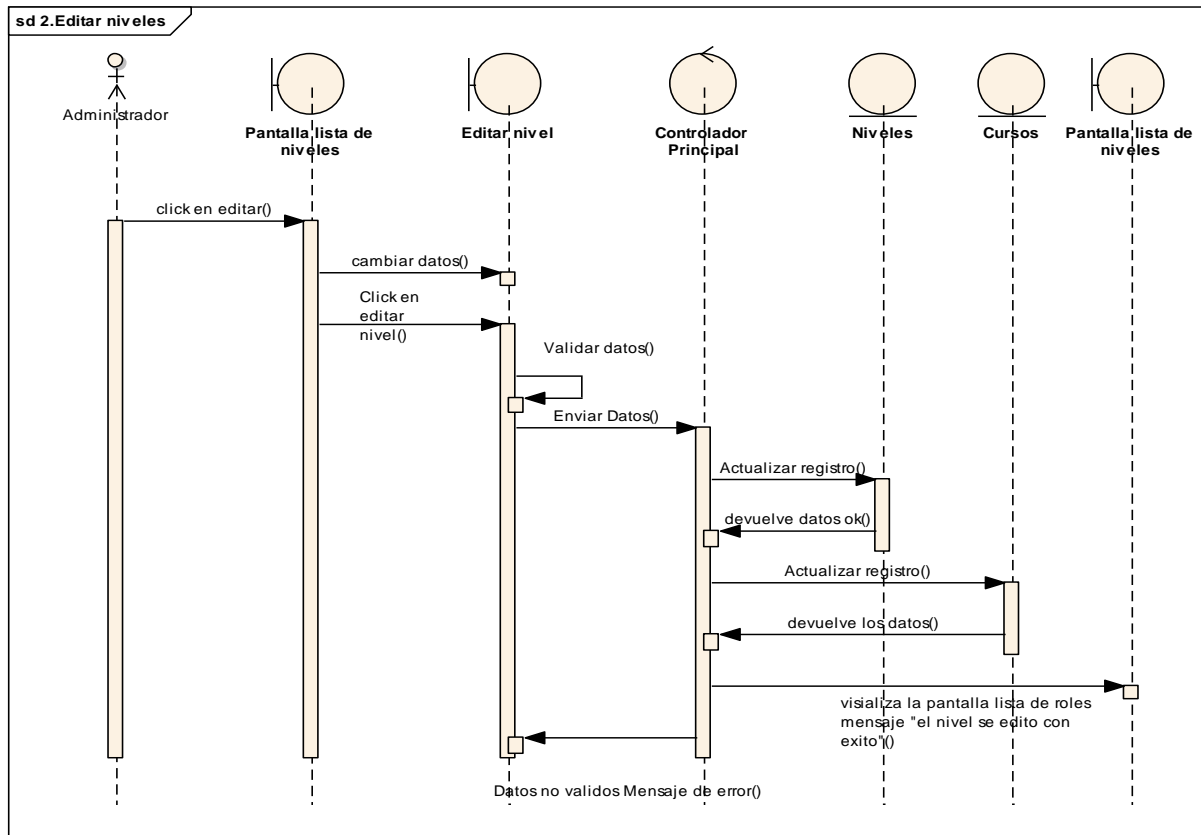 sd 2.Editar niveles
Administrador
Pantalla lista de
niveles
Editar nivel
Controlador
Principal
Niveles
Cursos
Pantalla lista de
niveles
click en editar()
cambiar datos()
Click en
editar
nivel()
Validar datos()
Enviar Datos()
Actualizar registro()
devuelve datos ok()
Actualizar registro()
devuelve los datos()
visializa la pantalla lista de roles
mensaje "el nivel se edito con
exito"()
Datos no validos Mensaje de error()